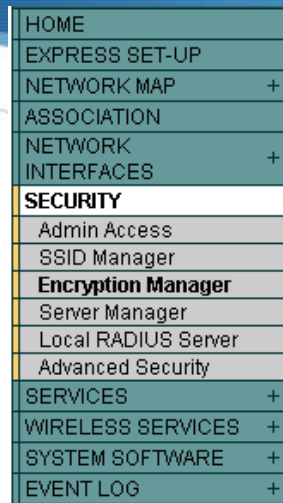 HOME
EXPRESS SET-UP
NETWORK MAP +
ASSOCIATION
NETWORK
INTERFACES +
SECURITY
Admin Access
SSID Manager
Encryption Manager
Server Manager
Local RADIUS Server
Advanced Security
SERVICES +
WIRELESS SERVICES +
SYSTEM SOFTWARE +
EVENT LOG +